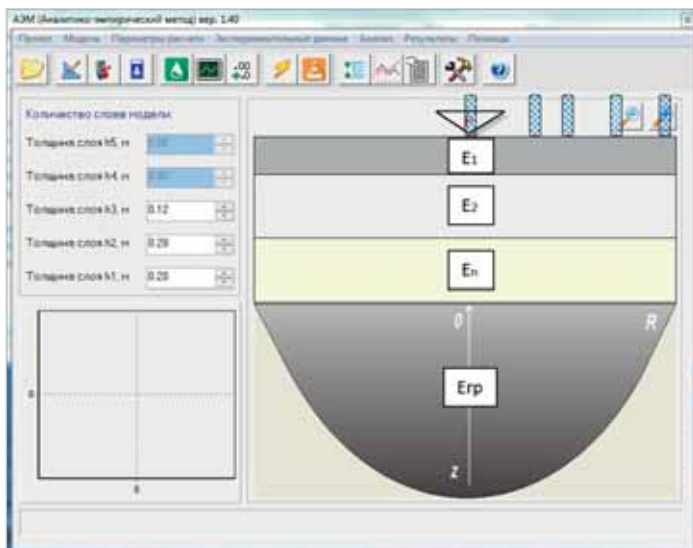 АЭМ (Аналитико-эмпирический метод) вер. 1.40
Проект Модель Параметры расчета Экспериментальные данные Анализ Результаты Помощь
Количество слоев модели:
Толщина слоя h5, м
Толщина слоя h4, м
Толщина слоя h3, м 0.12
Толщина слоя h2, м 0.28
Толщина слоя h1, м 0.20
E1
E2
En
0 R
Eгр
z
0
0